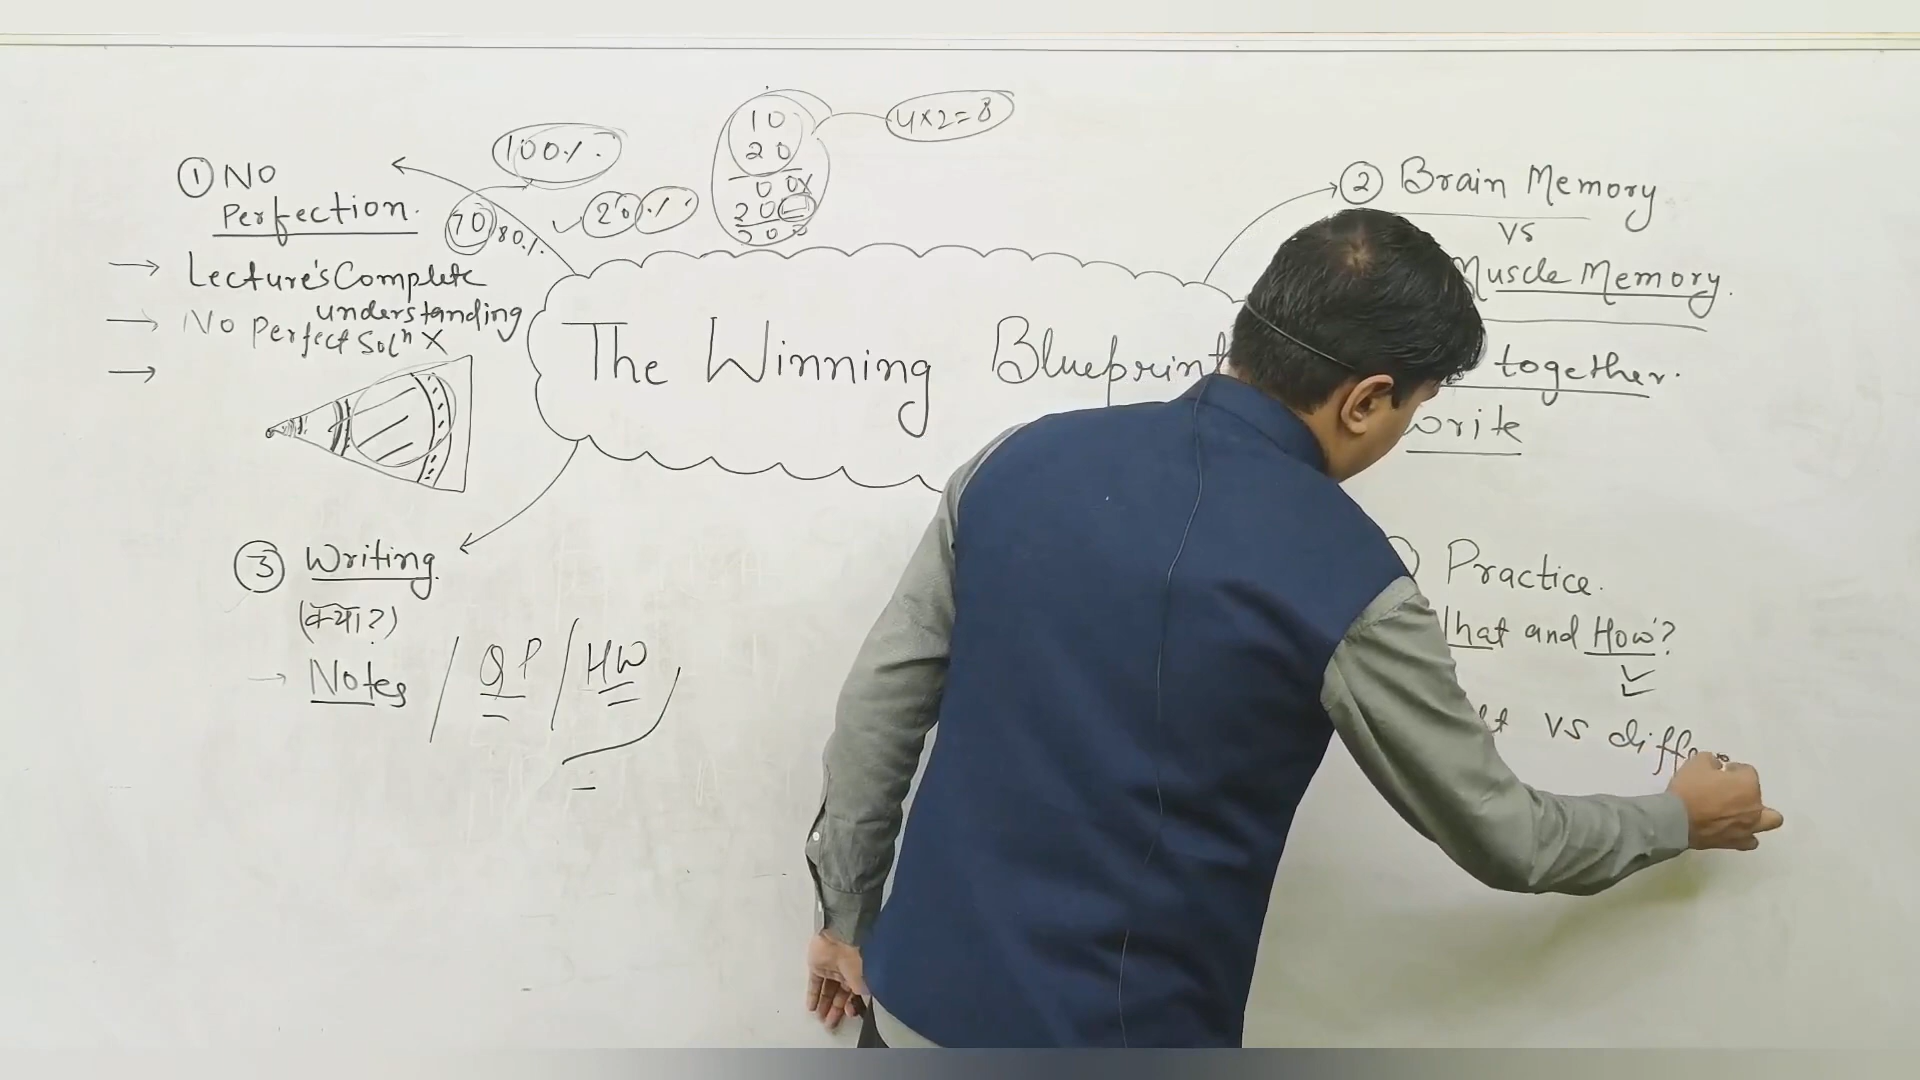 ① No
Perfection.
100%
70 80%.
✓ 20%
10
20
00x
200
4×2=8
→ Lecture's Complete
understanding
→ No Perfect Solⁿ X
→
The Winning Blueprint
② Brain Memory
vs
Muscle Memory.
together.
write
③ Writing.
(क्या?)
→ Notes / QP / HW
Practice.
and How?
vs